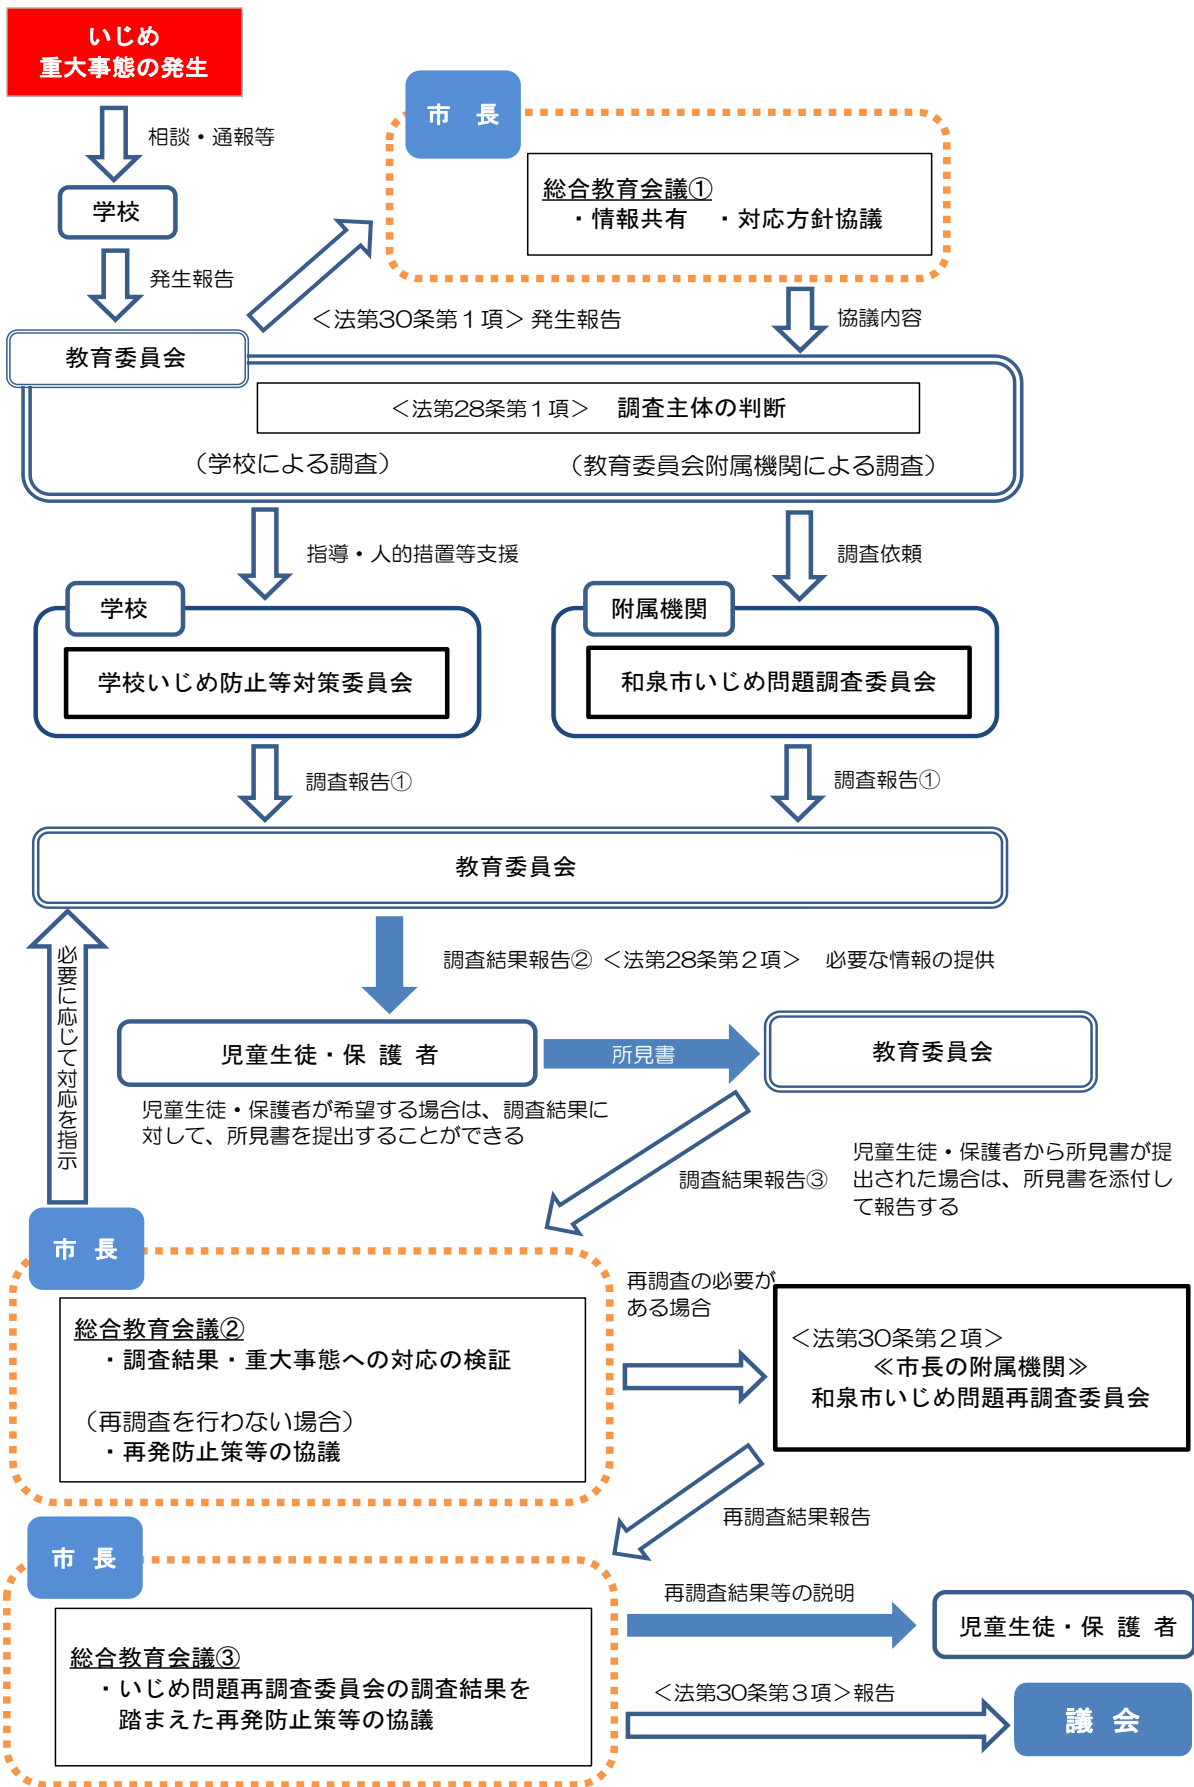 いじめ
重大事態の発生
相談・通報等
学校
発生報告
市 長
総合教育会議①
・情報共有 ・対応方針協議
＜法第30条第１項＞発生報告
協議内容
教育委員会
＜法第28条第１項＞ 調査主体の判断
（学校による調査）
（教育委員会附属機関による調査）
指導・人的措置等支援
調査依頼
学校
学校いじめ防止等対策委員会
附属機関
和泉市いじめ問題調査委員会
調査報告①
調査報告①
教育委員会
必要に応じて対応を指示
調査結果報告② ＜法第28条第２項＞ 必要な情報の提供
児童生徒・保 護 者
所見書
教育委員会
児童生徒・保護者が希望する場合は、調査結果に
対して、所見書を提出することができる
調査結果報告③
児童生徒・保護者から所見書が提
出された場合は、所見書を添付し
て報告する
市 長
総合教育会議②
・調査結果・重大事態への対応の検証
（再調査を行わない場合）
・再発防止策等の協議
再調査の必要が
ある場合
＜法第30条第２項＞
≪市長の附属機関≫
和泉市いじめ問題再調査委員会
再調査結果報告
市 長
総合教育会議③
・いじめ問題再調査委員会の調査結果を
踏まえた再発防止策等の協議
再調査結果等の説明
児童生徒・保 護 者
＜法第30条第３項＞報告
議 会